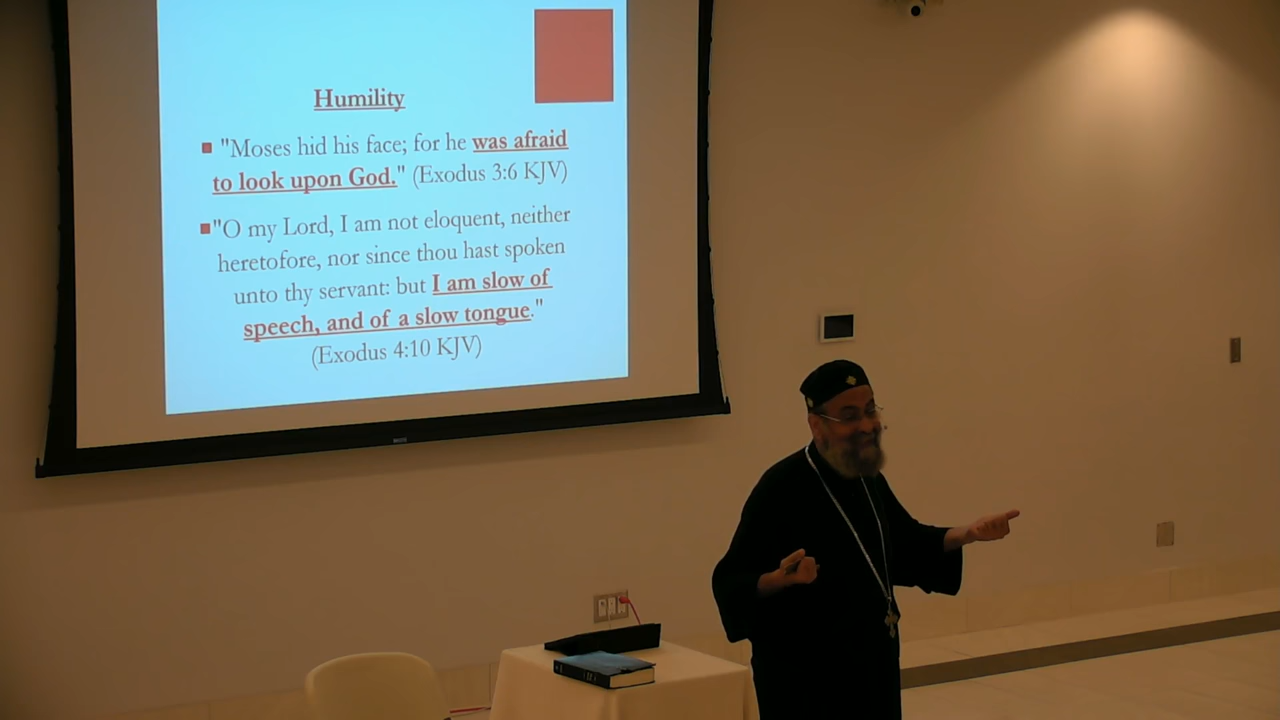 Humility
"Moses hid his face; for he was afraid
to look upon God." (Exodus 3:6 KJV)
"O my Lord, I am not eloquent, neither
heretofore, nor since thou hast spoken
unto thy servant: but I am slow of
speech, and of a slow tongue."
(Exodus 4:10 KJV)